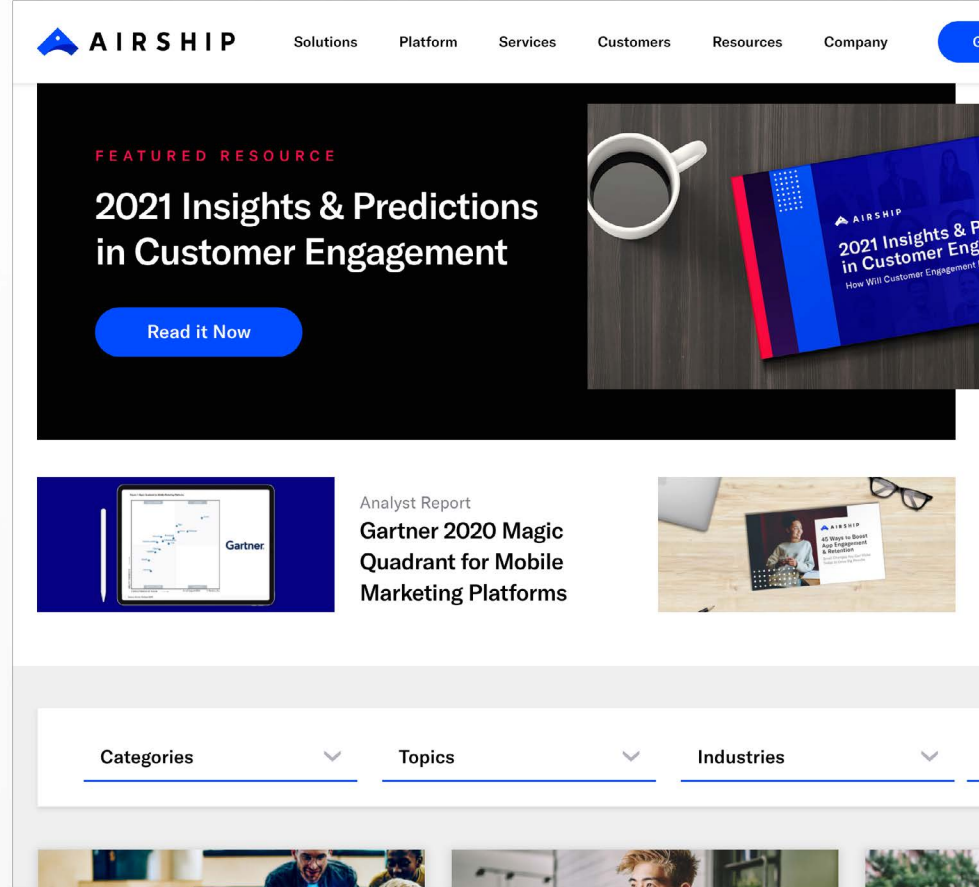 AIRSHIP
Solutions Platform Services Customers Resources Company G
FEATURED RESOURCE
2021 Insights & Predictions
in Customer Engagement
Read it Now
AIRSHIP
2021 Insights & P
in Customer Eng
How Will Customer Engagement
Gartner
Analyst Report
Gartner 2020 Magic
Quadrant for Mobile
Marketing Platforms
AIRSHIP
45 Ways to Boost
App Engagement
& Retention
Categories
Topics
Industries